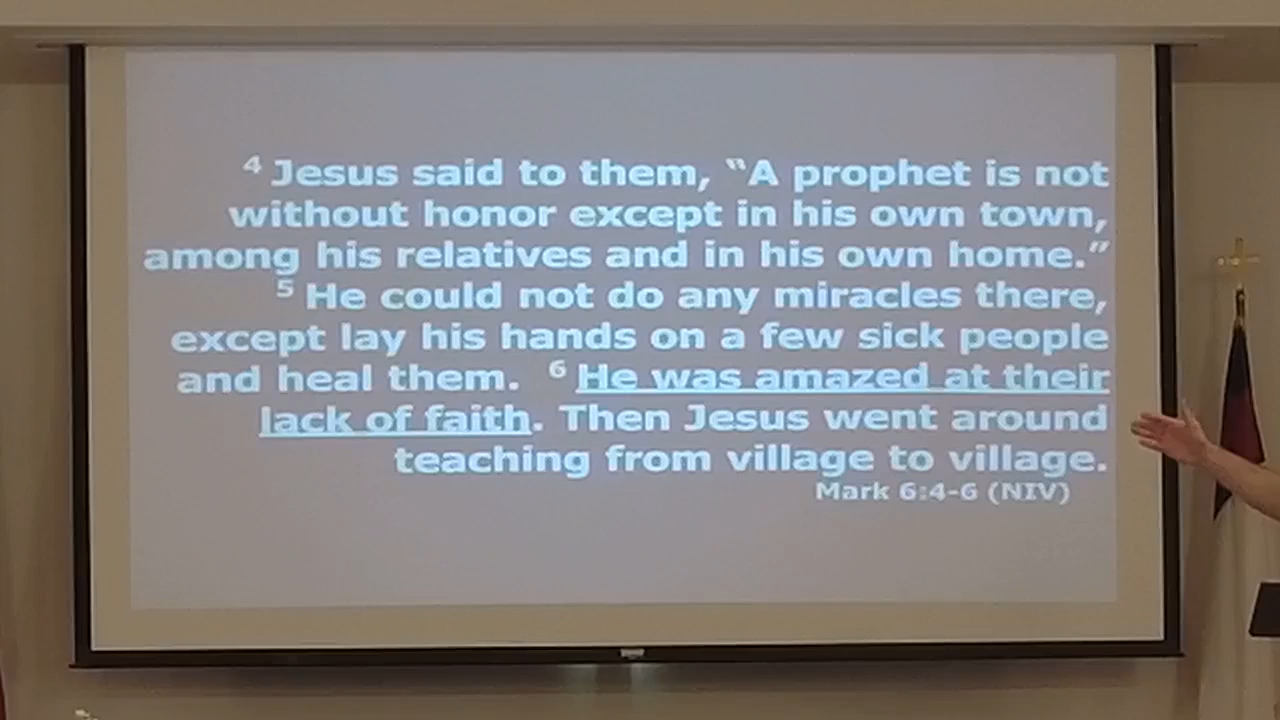 4 Jesus said to them, “A prophet is not
without honor except in his own town,
among his relatives and in his own home.”
5 He could not do any miracles there,
except lay his hands on a few sick people
and heal them. 6 He was amazed at their
lack of faith. Then Jesus went around
teaching from village to village.
Mark 6:4-6 (NIV)